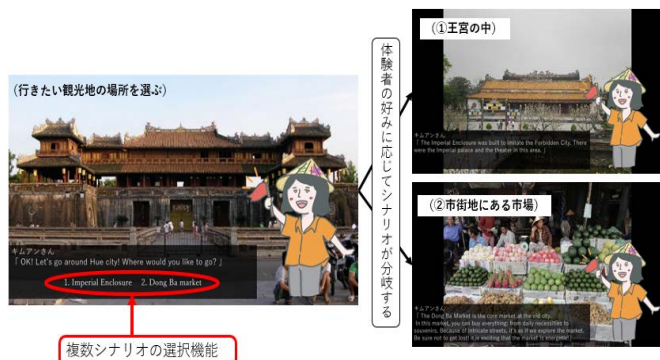 (行きたい観光地の場所を選ぶ)
キムアンさん
「 OK! Let's go around Hue city! Where would you like to go? 」
1. Imperial Enclosure 2. Dong Ba market
複数シナリオの選択機能
体験者の好みに応じてシナリオが分岐する
(①王宮の中)
キムアンさん
「 The Imperial Enclosure was built to imitate the Forbidden City. There
were the Imperial palace and the theater in this area. 」
(②市街地にある市場)
キムアンさん
「 The Dong Ba Market is the core market at the old city.
In this market, you can buy everything; from daily necessities to
souvenirs. Because of intricate streets, it's as if we explore the market.
Be sure not to get lost! It is exciting that the market is energetic! 」